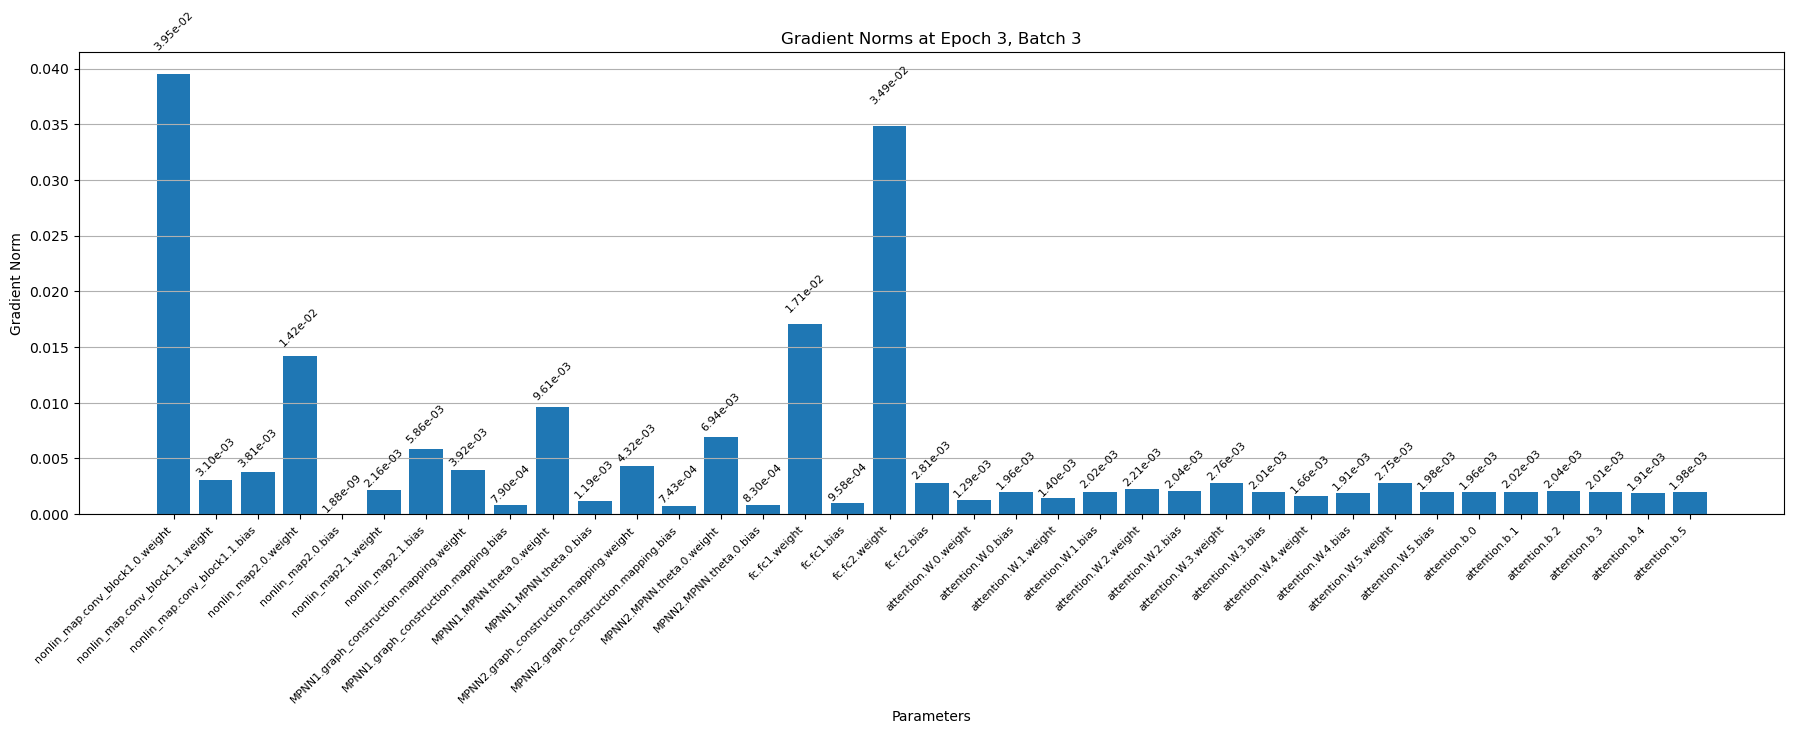 Gradient Norms at Epoch 3, Batch 3
Gradient Norm
0.040
0.035
0.030
0.025
0.020
0.015
0.010
0.005
0.000
3.95e-02
3.10e-03
3.81e-03
1.42e-02
1.88e-09
2.16e-03
5.86e-03
3.92e-03
7.90e-04
9.61e-03
1.19e-03
4.32e-03
7.43e-04
6.94e-03
8.30e-04
1.71e-02
9.58e-04
3.49e-02
2.81e-03
1.29e-03
1.96e-03
1.40e-03
2.02e-03
2.21e-03
2.04e-03
2.76e-03
2.01e-03
1.66e-03
1.91e-03
2.75e-03
1.98e-03
1.96e-03
2.02e-03
2.04e-03
2.01e-03
1.91e-03
1.98e-03
nonlin_map.conv_block1.0.weight
nonlin_map.conv_block1.1.weight
nonlin_map.conv_block1.1.bias
nonlin_map2.0.weight
nonlin_map2.0.bias
nonlin_map2.1.weight
nonlin_map2.1.bias
MPNN1.graph_construction.mapping.weight
MPNN1.graph_construction.mapping.bias
MPNN1.MPNN.theta.0.weight
MPNN1.MPNN.theta.0.bias
MPNN2.graph_construction.mapping.weight
MPNN2.graph_construction.mapping.bias
MPNN2.MPNN.theta.0.weight
MPNN2.MPNN.theta.0.bias
fc.fc1.weight
fc.fc1.bias
fc.fc2.weight
fc.fc2.bias
attention.W.0.weight
attention.W.0.bias
attention.W.1.weight
attention.W.1.bias
attention.W.2.weight
attention.W.2.bias
attention.W.3.weight
attention.W.3.bias
attention.W.4.weight
attention.W.4.bias
attention.W.5.weight
attention.W.5.bias
attention.b.0
attention.b.1
attention.b.2
attention.b.3
attention.b.4
attention.b.5
Parameters